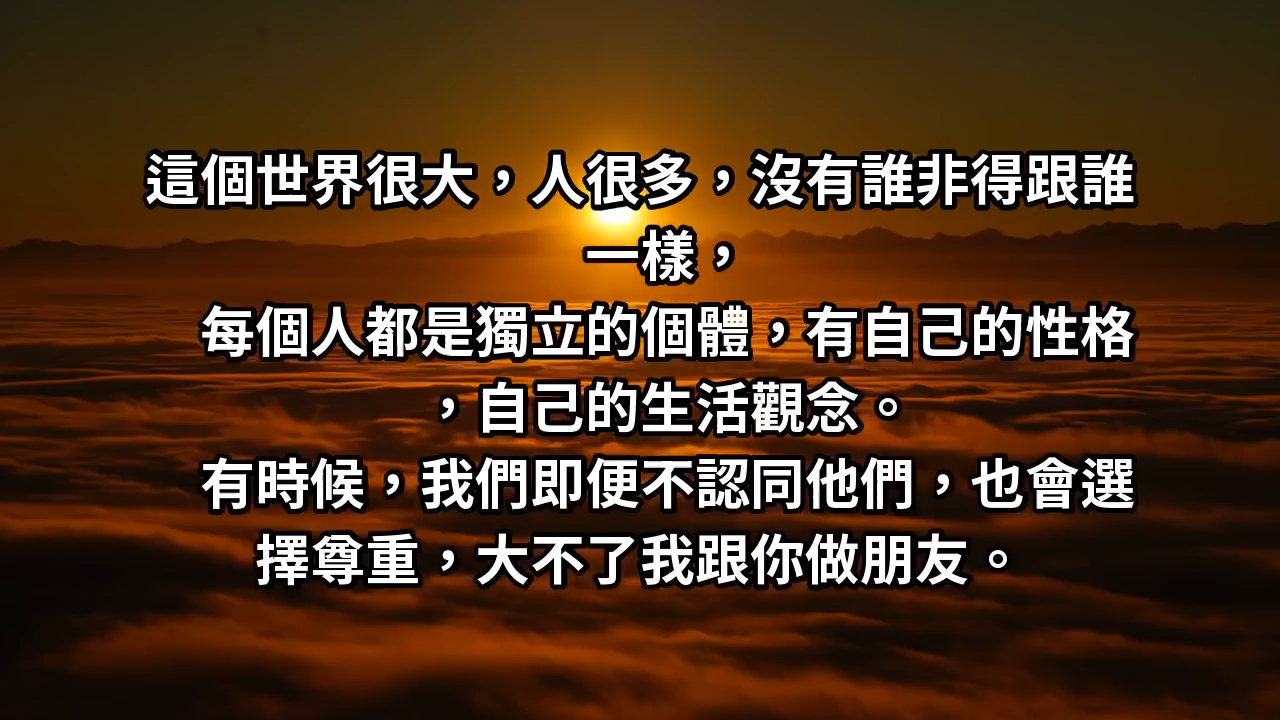 這個世界很大，人很多，沒有誰非得跟誰
一樣，
每個人都是獨立的個體，有自己的性格
，自己的生活觀念。
有時候，我們即便不認同他們，也會選
擇尊重，大不了我跟你做朋友。